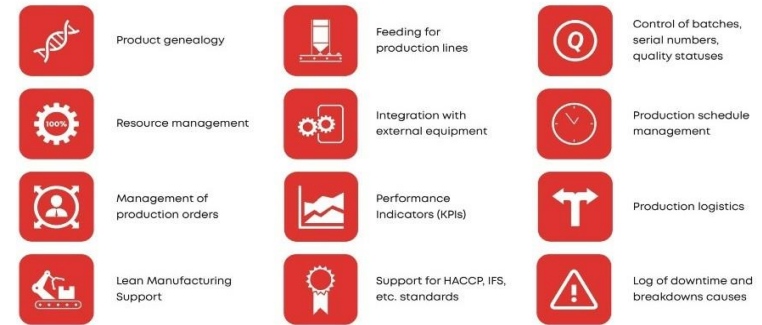 Product genealogy
Feeding for
production lines
Q
Control of batches,
serial numbers,
quality statuses
100%
Resource management
Integration with
external equipment
Production schedule
management
Management of
production orders
Performance
Indicators (KPIs)
Production logistics
Lean Manufacturing
Support
Support for HACCP, IFS,
etc. standards
Log of downtime and
breakdowns causes